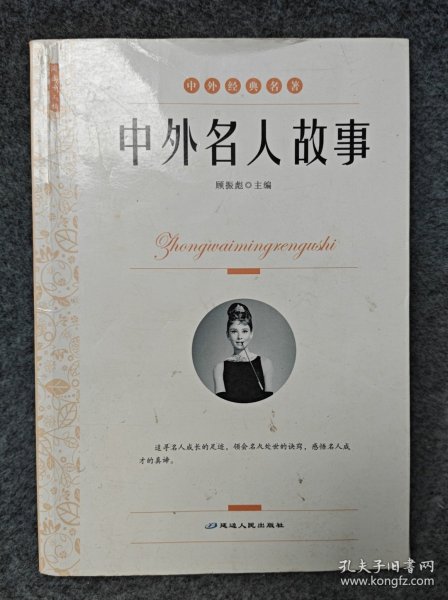 中外经典名著
中外名人故事
顾振彪◎主编
Zhongwaimingrengushi
追寻名人成长的足迹，领会名人处世的诀窍，感悟名人成
才的真谛。
延边人民出版社
孔夫子旧书网
www.kongfz.com